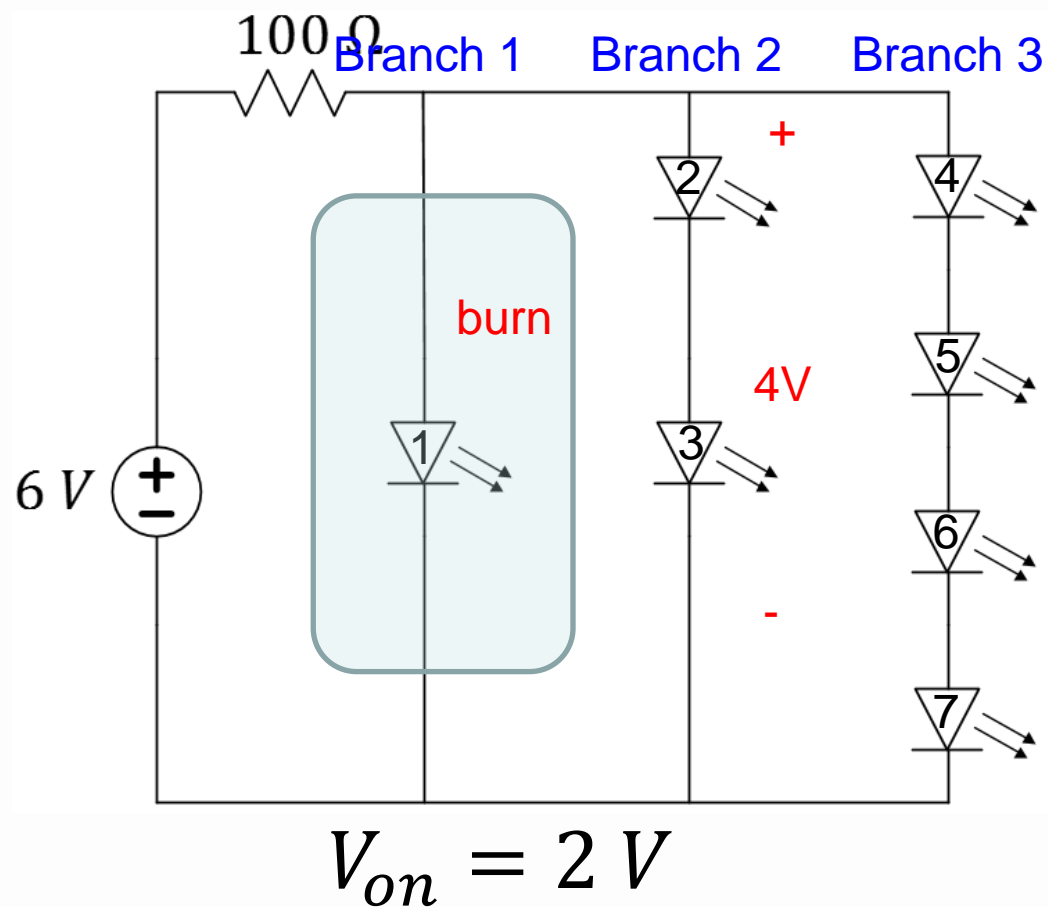 100 Ω
Branch 1 Branch 2 Branch 3
+
2 4
burn
5
4V
1 3
6 V
+
−
6
-
7
V_on = 2 V